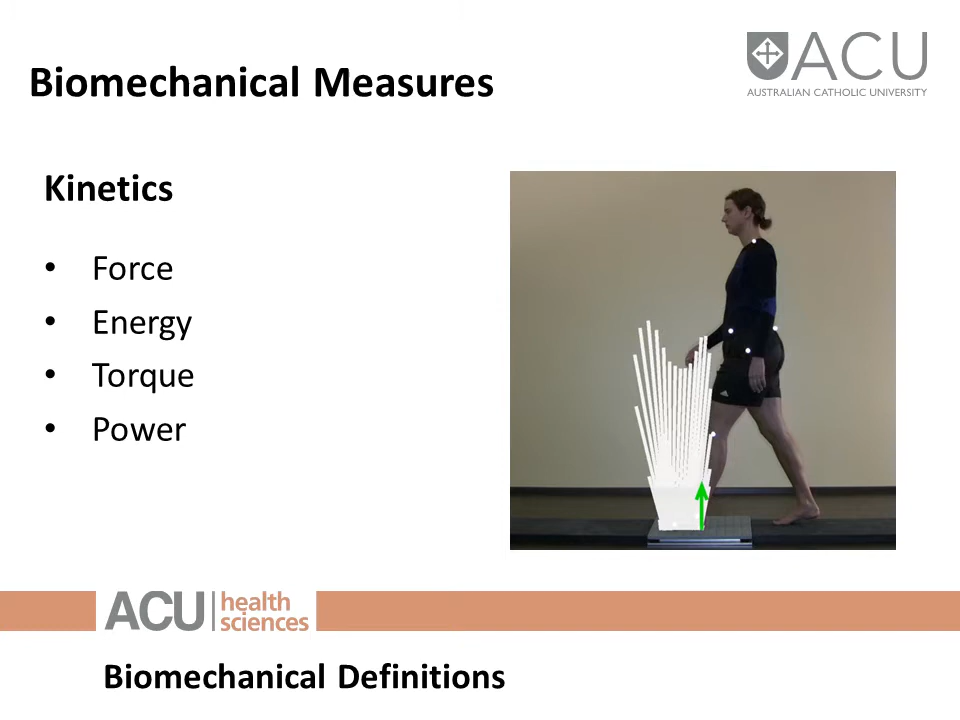 Biomechanical Measures
ACU
AUSTRALIAN CATHOLIC UNIVERSITY
Kinetics
• Force
• Energy
• Torque
• Power
ACU health sciences
Biomechanical Definitions